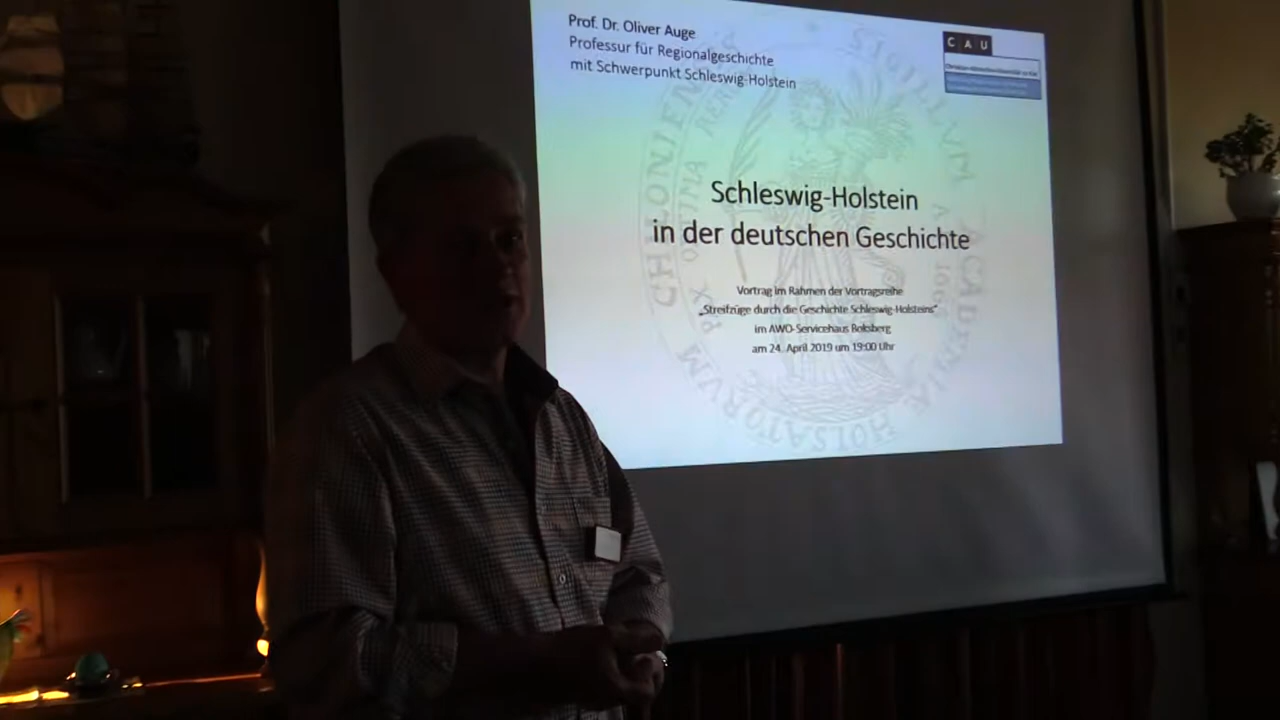 Prof. Dr. Oliver Auge
Professur für Regionalgeschichte
mit Schwerpunkt Schleswig-Holstein
C A U
Schleswig-Holstein
in der deutschen Geschichte
Vortrag im Rahmen der Vortragsreihe
„Streifzüge durch die Geschichte Schleswig-Holsteins“
im AWO-Servicehaus Boksberg
am 24. April 2019 um 19:00 Uhr